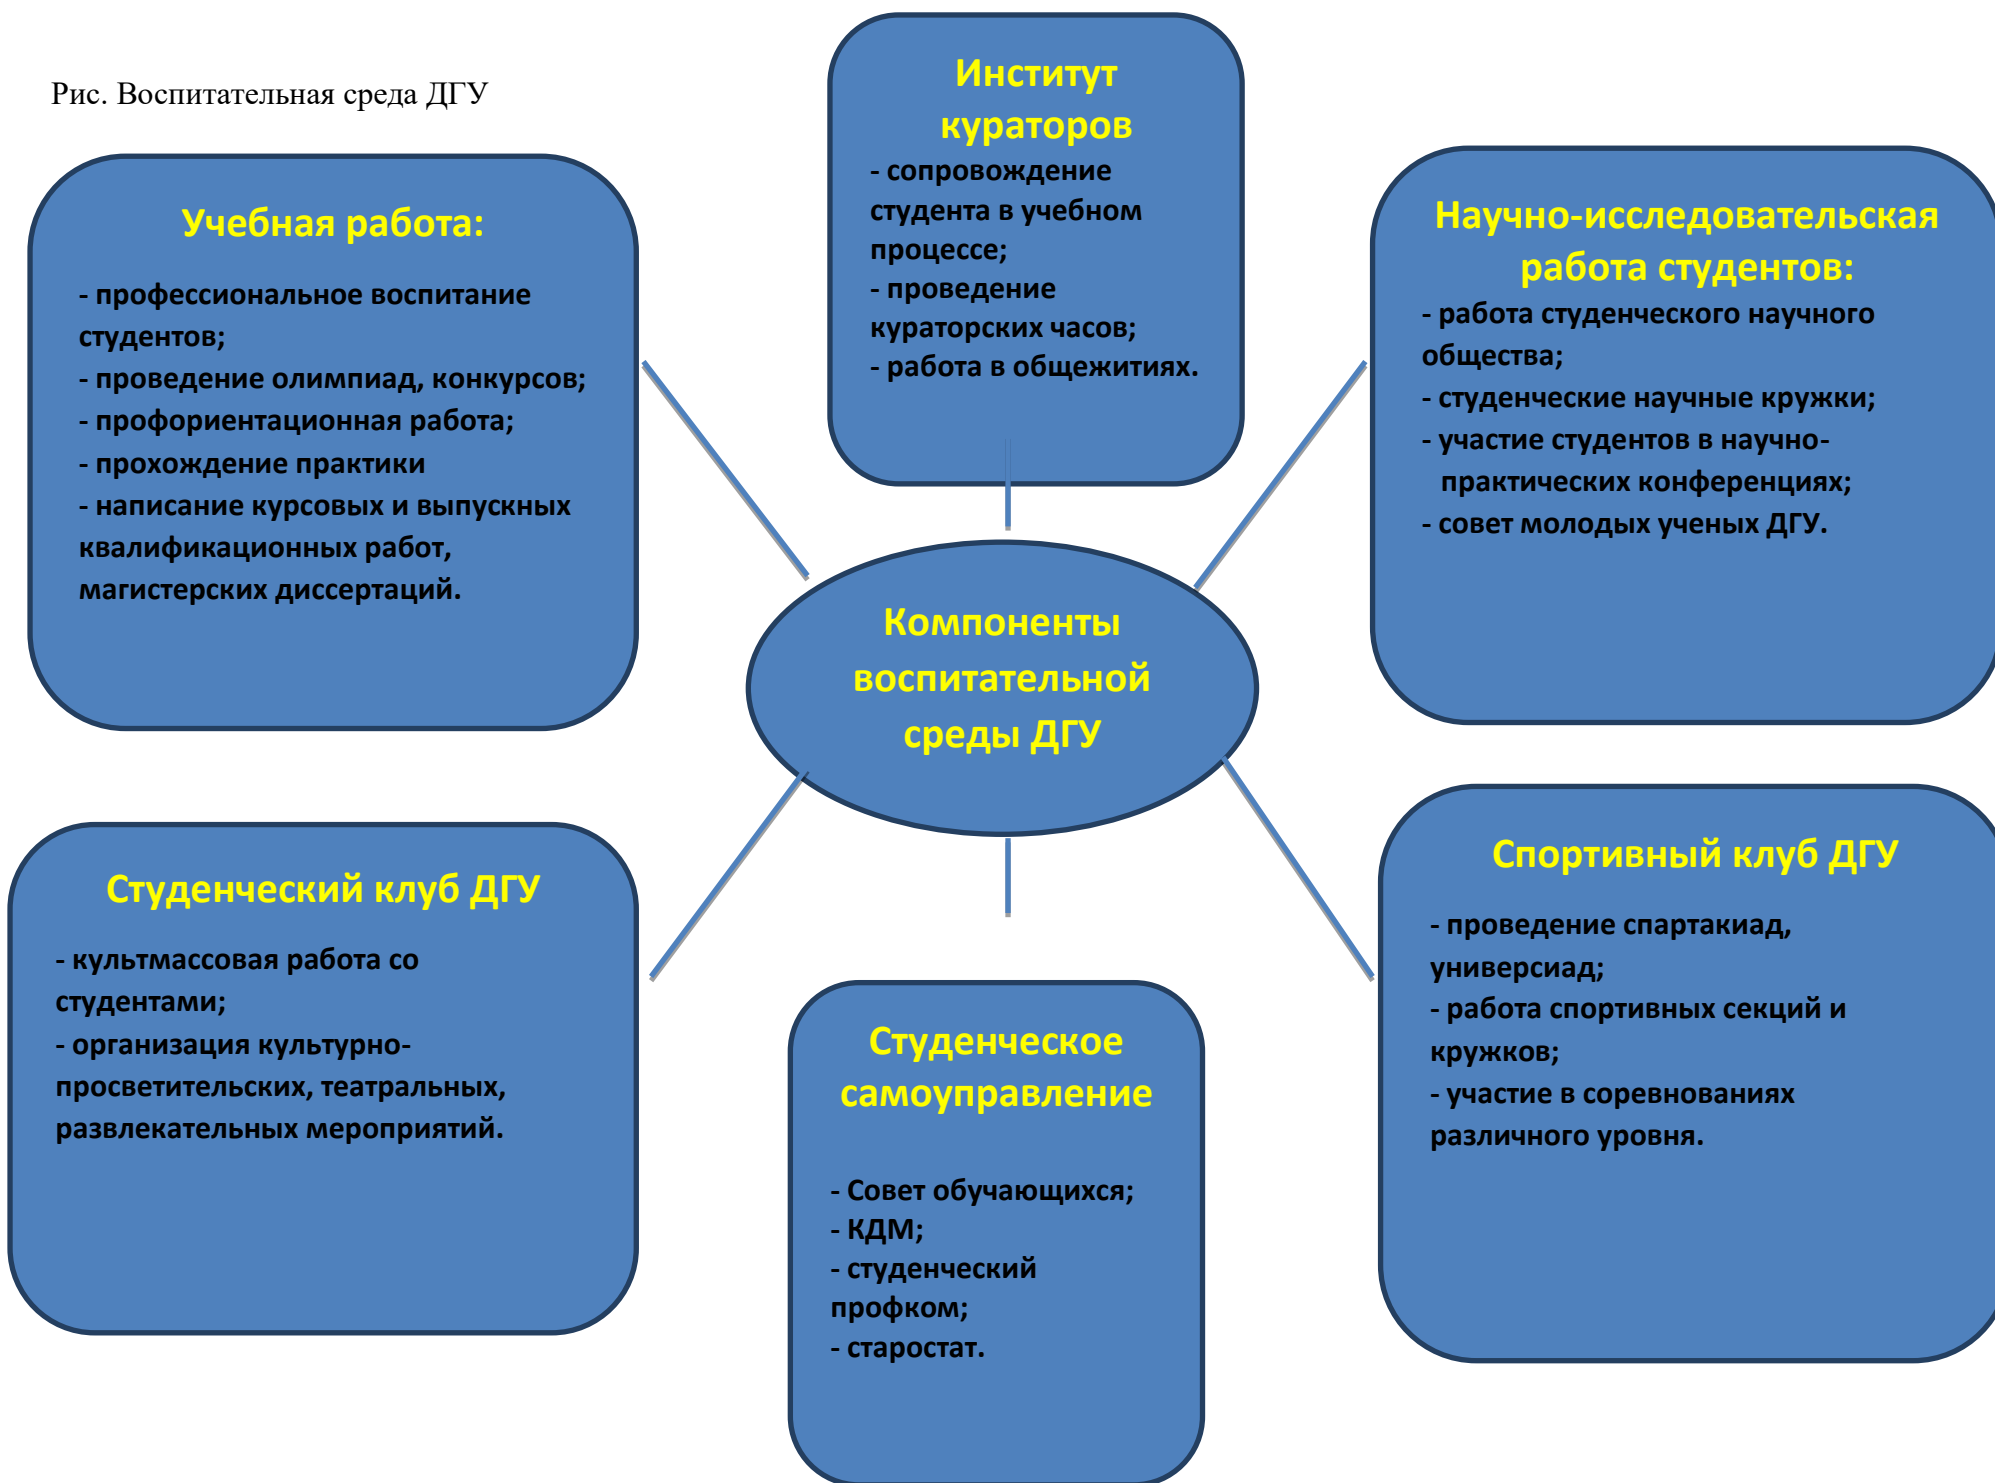 Рис. Воспитательная среда ДГУ
Институт
кураторов
- сопровождение
студента в учебном
процессе;
- проведение
кураторских часов;
- работа в общежитиях.
Учебная работа:
- профессиональное воспитание
студентов;
- проведение олимпиад, конкурсов;
- профориентационная работа;
- прохождение практики
- написание курсовых и выпускных
квалификационных работ,
магистерских диссертаций.
Научно-исследовательская
работа студентов:
- работа студенческого научного
общества;
- студенческие научные кружки;
- участие студентов в научно-
практических конференциях;
- совет молодых ученых ДГУ.
Компоненты
воспитательной
среды ДГУ
Студенческий клуб ДГУ
- культмассовая работа со
студентами;
- организация культурно-
просветительских, театральных,
развлекательных мероприятий.
Студенческое
самоуправление
- Совет обучающихся;
- КДМ;
- студенческий
профком;
- старостат.
Спортивный клуб ДГУ
- проведение спартакиад,
универсиад;
- работа спортивных секций и
кружков;
- участие в соревнованиях
различного уровня.